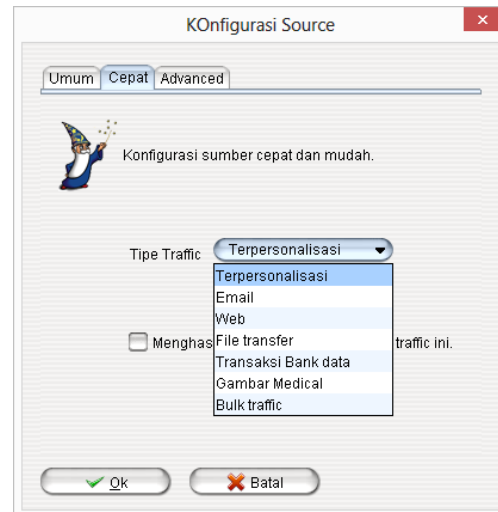 KOnfigurasi Source
Umum Cepat Advanced
Konfigurasi sumber cepat dan mudah.
Tipe Traffic Terpersonalisasi
Terpersonalisasi
Email
Web
File transfer
Menghas traffic ini.
Transaksi Bank data
Gambar Medical
Bulk traffic
Ok Batal